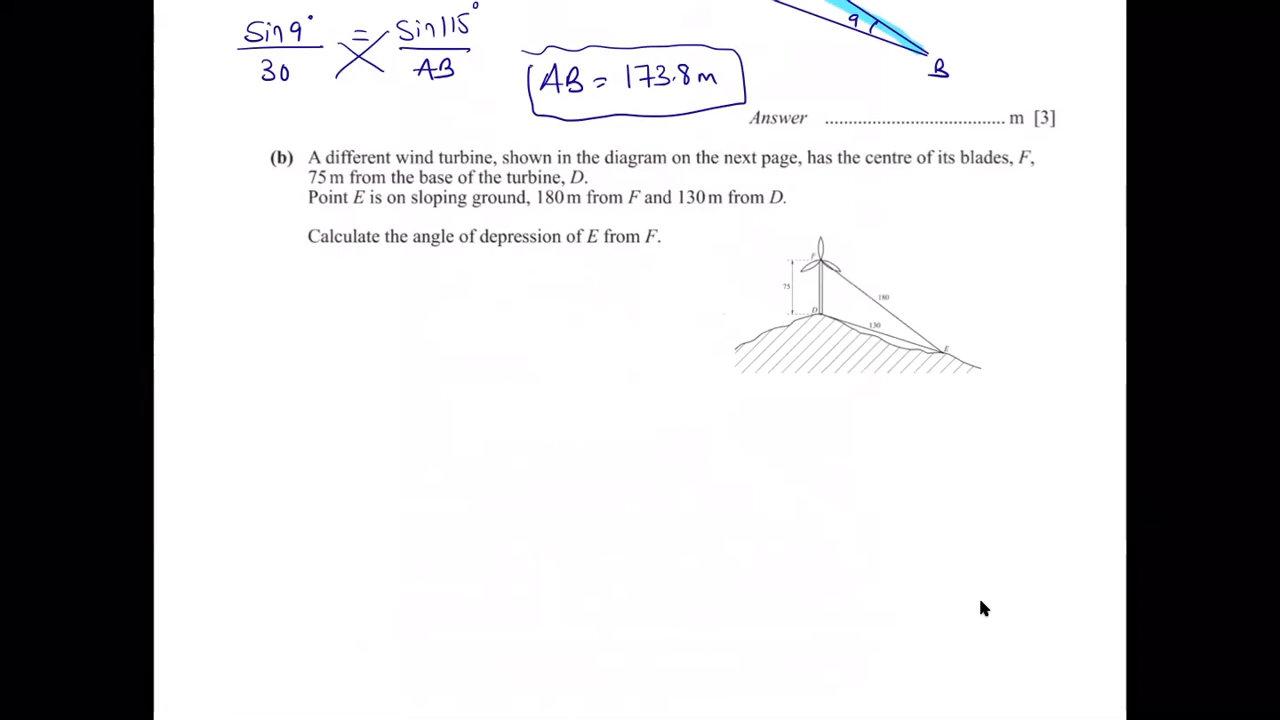 Sin 9° = Sin 115°
30 AB
AB = 173.8 m
9
B
Answer ...................................... m [3]
(b) A different wind turbine, shown in the diagram on the next page, has the centre of its blades, F,
75 m from the base of the turbine, D.
Point E is on sloping ground, 180 m from F and 130 m from D.
Calculate the angle of depression of E from F.
F
75
180
D
130
E